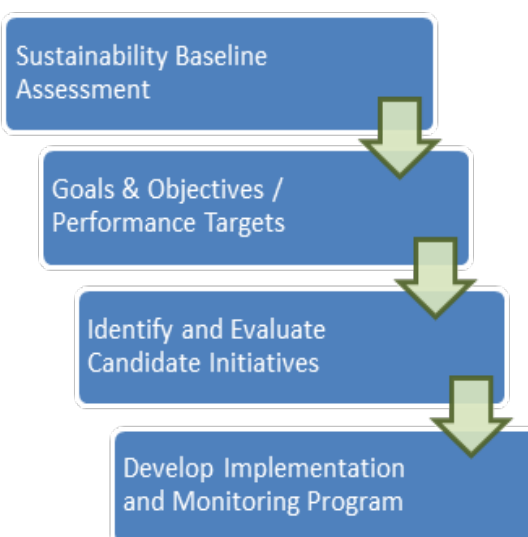 Sustainability Baseline
Assessment
Goals & Objectives /
Performance Targets
Identify and Evaluate
Candidate Initiatives
Develop Implementation
and Monitoring Program